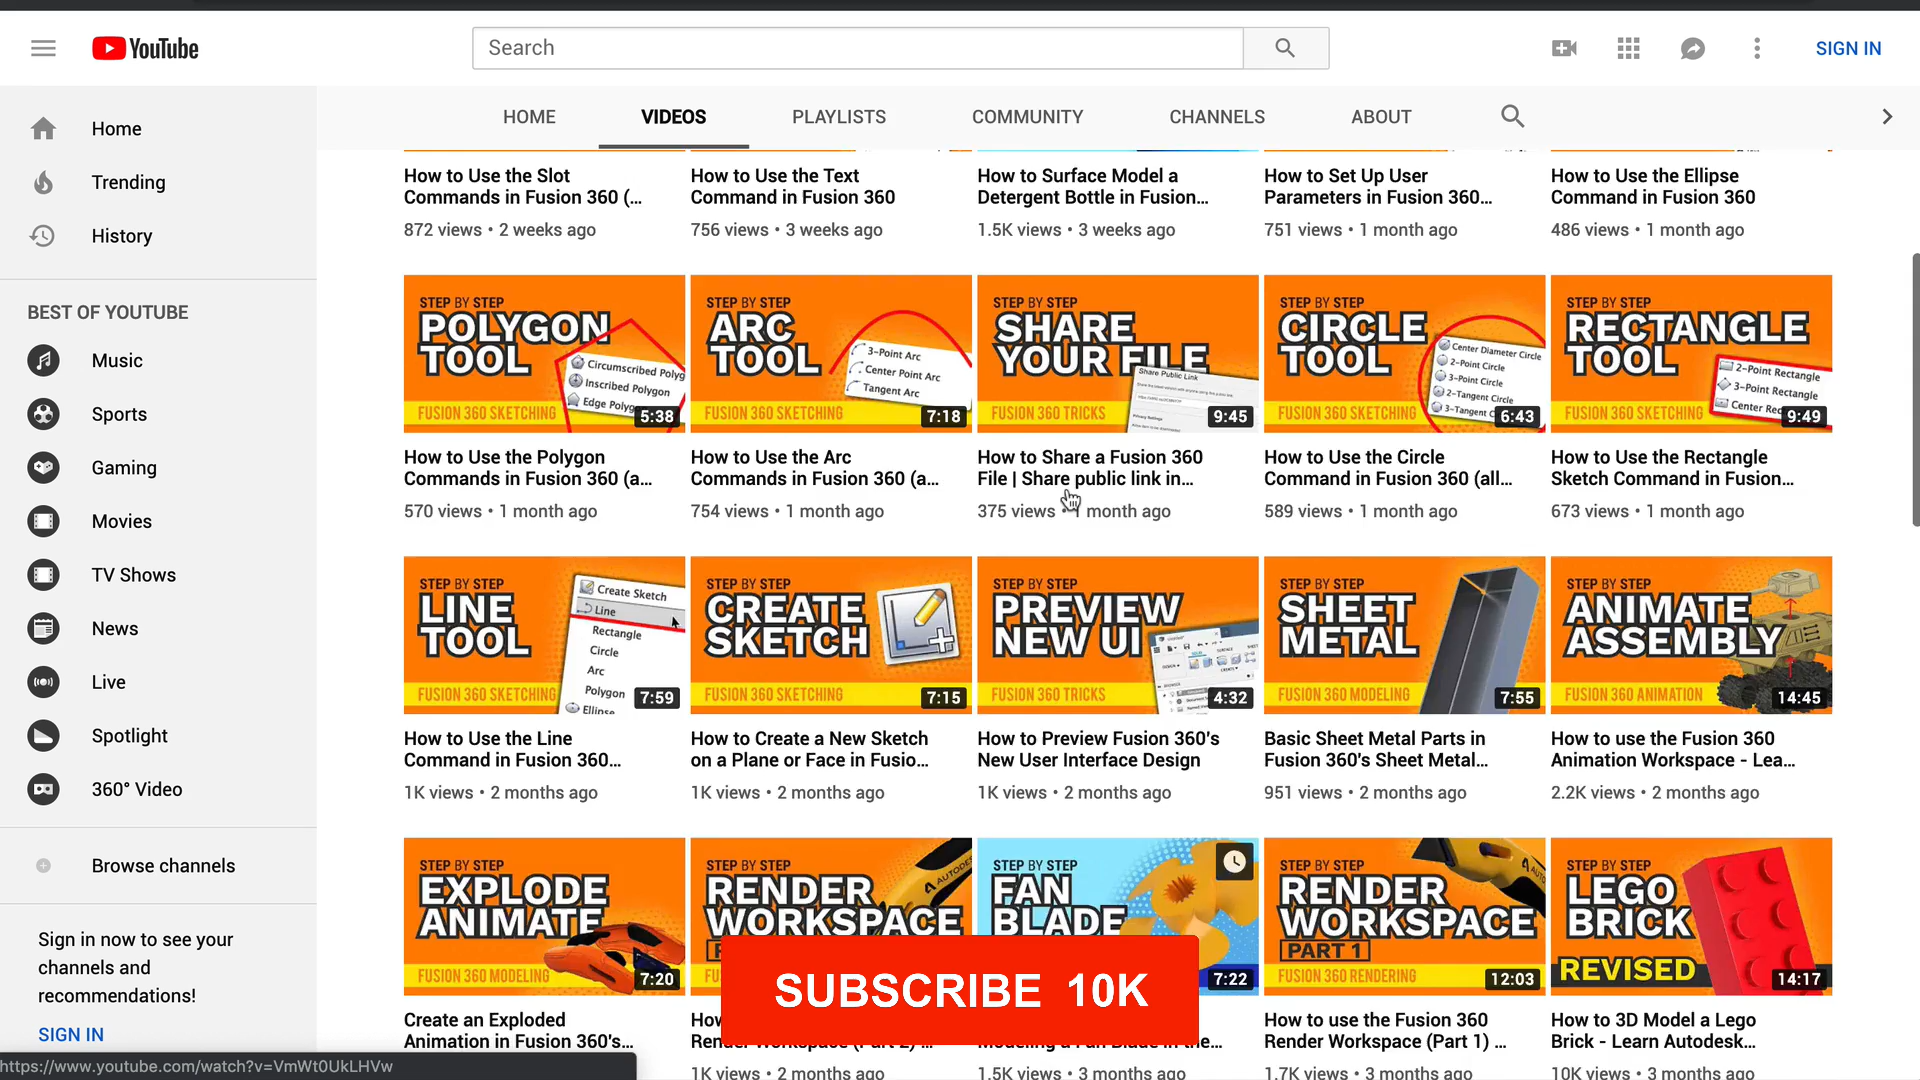 YouTube
Search
SIGN IN
Home
Trending
History
BEST OF YOUTUBE
Music
Sports
Gaming
Movies
TV Shows
News
Live
Spotlight
360° Video
Browse channels
Sign in now to see your
channels and
recommendations!
SIGN IN
HOME
VIDEOS
PLAYLISTS
COMMUNITY
CHANNELS
ABOUT
How to Use the Slot
Commands in Fusion 360 (...
872 views • 2 weeks ago
How to Use the Text
Command in Fusion 360
756 views • 3 weeks ago
How to Surface Model a
Detergent Bottle in Fusion...
1.5K views • 3 weeks ago
How to Set Up User
Parameters in Fusion 360...
751 views • 1 month ago
How to Use the Ellipse
Command in Fusion 360
486 views • 1 month ago
STEP BY STEP
POLYGON
TOOL
Circumscribed Polyg
Inscribed Polygon
Edge Polyg
FUSION 360 SKETCHING
5:38
How to Use the Polygon
Commands in Fusion 360 (a...
570 views • 1 month ago
STEP BY STEP
ARC
TOOL
3-Point Arc
Center Point Arc
Tangent Arc
FUSION 360 SKETCHING
7:18
How to Use the Arc
Commands in Fusion 360 (a...
754 views • 1 month ago
STEP BY STEP
SHARE
YOUR FILE
Share Public Link
FUSION 360 TRICKS
9:45
How to Share a Fusion 360
File | Share public link in...
375 views • 1 month ago
STEP BY STEP
CIRCLE
TOOL
Center Diameter Circle
2-Point Circle
3-Point Circle
2-Tangent Circle
3-Tangent C
FUSION 360 SKETCHING
6:43
How to Use the Circle
Command in Fusion 360 (all...
589 views • 1 month ago
STEP BY STEP
RECTANGLE
TOOL
2-Point Rectangle
3-Point Rectangle
Center Rec
FUSION 360 SKETCHING
9:49
How to Use the Rectangle
Sketch Command in Fusion...
673 views • 1 month ago
STEP BY STEP
LINE
TOOL
Create Sketch
Line
Rectangle
Circle
Arc
Polygon
Ellipse
FUSION 360 SKETCHING
7:59
How to Use the Line
Command in Fusion 360...
1K views • 2 months ago
STEP BY STEP
CREATE
SKETCH
FUSION 360 SKETCHING
7:15
How to Create a New Sketch
on a Plane or Face in Fusio...
1K views • 2 months ago
STEP BY STEP
PREVIEW
NEW UI
FUSION 360 TRICKS
4:32
How to Preview Fusion 360's
New User Interface Design
1K views • 2 months ago
STEP BY STEP
SHEET
METAL
FUSION 360 MODELING
7:55
Basic Sheet Metal Parts in
Fusion 360's Sheet Metal...
951 views • 2 months ago
STEP BY STEP
ANIMATE
ASSEMBLY
FUSION 360 ANIMATION
14:45
How to use the Fusion 360
Animation Workspace - Lea...
2.2K views • 2 months ago
STEP BY STEP
EXPLODE
ANIMATE
FUSION 360 MODELING
7:20
Create an Exploded
Animation in Fusion 360's...
STEP BY STEP
RENDER
WORKSPACE
AUTODE
FU
How
Render Workspace (Part 2) ...
1K views • 2 months ago
STEP BY STEP
FAN
BLADE
7:22
Modeling a Fan Blade in the...
1.5K views • 3 months ago
STEP BY STEP
RENDER
WORKSPACE
PART 1
FUSION 360 RENDERING
12:03
How to use the Fusion 360
Render Workspace (Part 1) ...
1.7K views • 3 months ago
STEP BY STEP
LEGO
BRICK
REVISED
14:17
How to 3D Model a Lego
Brick - Learn Autodesk...
10K views • 3 months ago
SUBSCRIBE 10K
https://www.youtube.com/watch?v=VmWt0UkLHVw